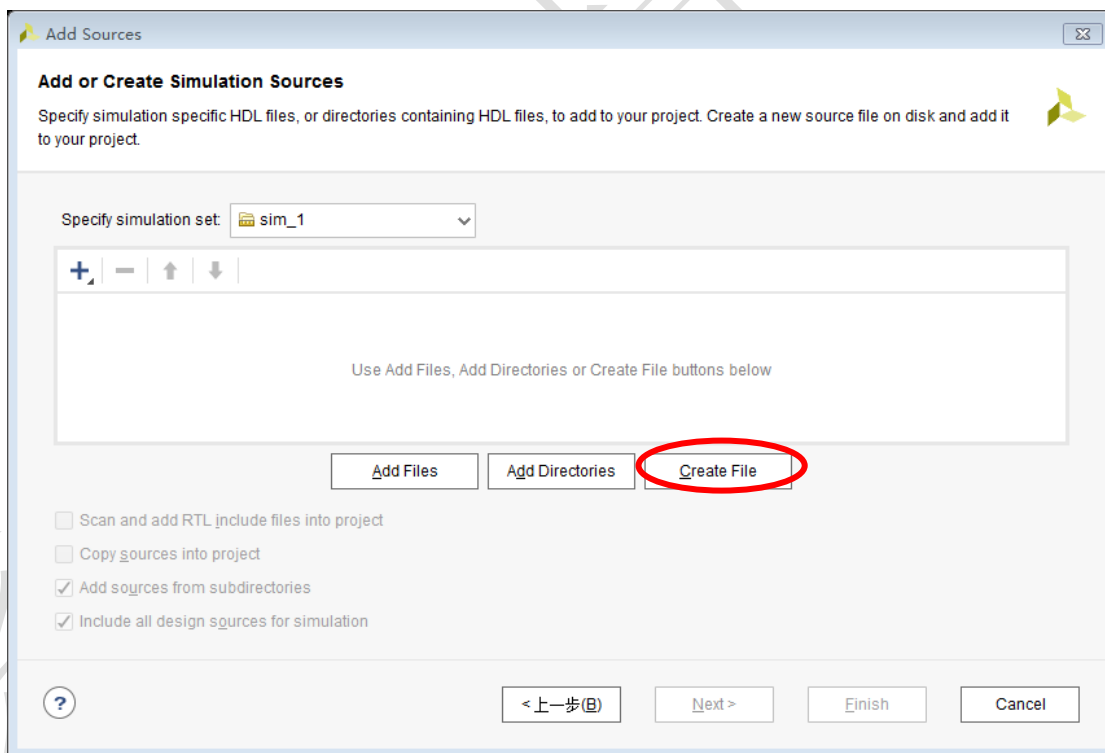 Add Sources
Add or Create Simulation Sources
Specify simulation specific HDL files, or directories containing HDL files, to add to your project. Create a new source file on disk and add it
to your project.
Specify simulation set: sim_1
Use Add Files, Add Directories or Create File buttons below
Add Files Add Directories Create File
Scan and add RTL include files into project
Copy sources into project
Add sources from subdirectories
Include all design sources for simulation
? <上一步(B) Next > Finish Cancel